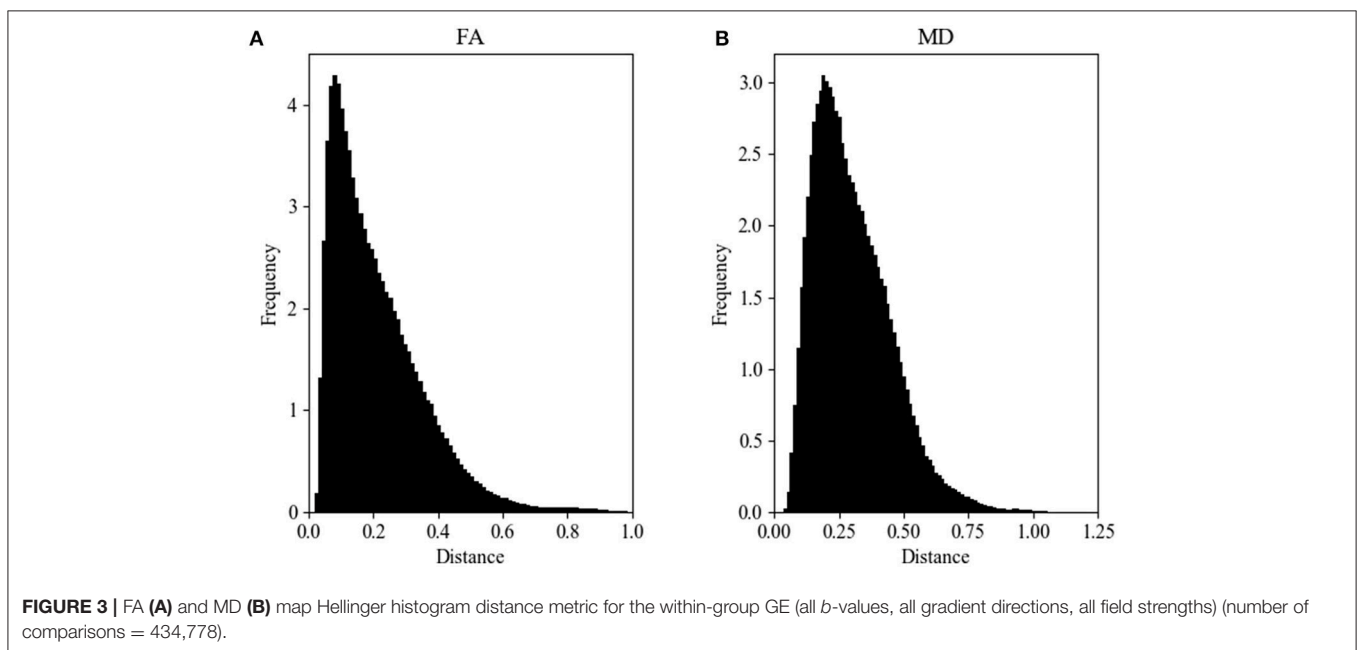 A
FA
4
3
2
1
0
Frequency
0.0 0.2 0.4 0.6 0.8 1.0
Distance
B
MD
3.0
2.5
2.0
1.5
1.0
0.5
0.0
Frequency
0.00 0.25 0.50 0.75 1.00 1.25
Distance
FIGURE 3 | FA (A) and MD (B) map Hellinger histogram distance metric for the within-group GE (all b-values, all gradient directions, all field strengths) (number of
comparisons = 434,778).